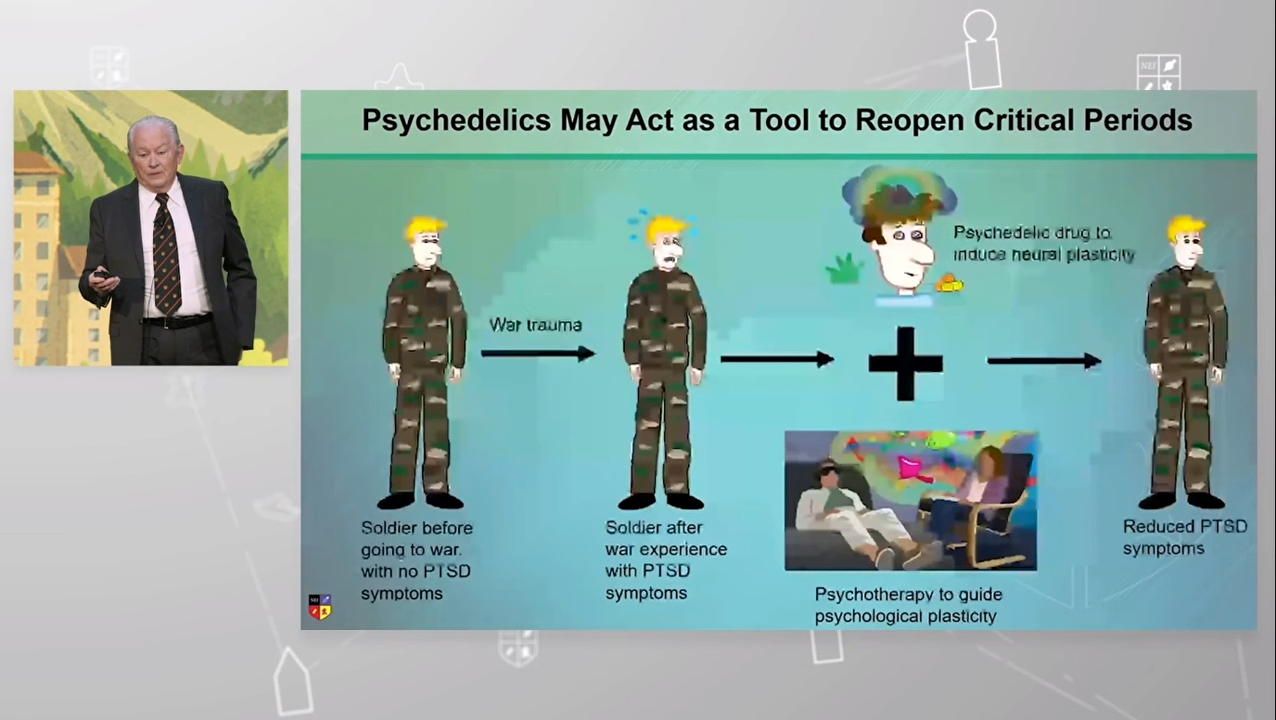 Psychedelics May Act as a Tool to Reopen Critical Periods
Psychedelic drug to
induce neural plasticity
War trauma
Soldier before
going to war.
with no PTSD
symptoms
Soldier after
war experience
with PTSD
symptoms
Psychotherapy to guide
psychological plasticity
Reduced PTSD
symptoms
NEI
NEI